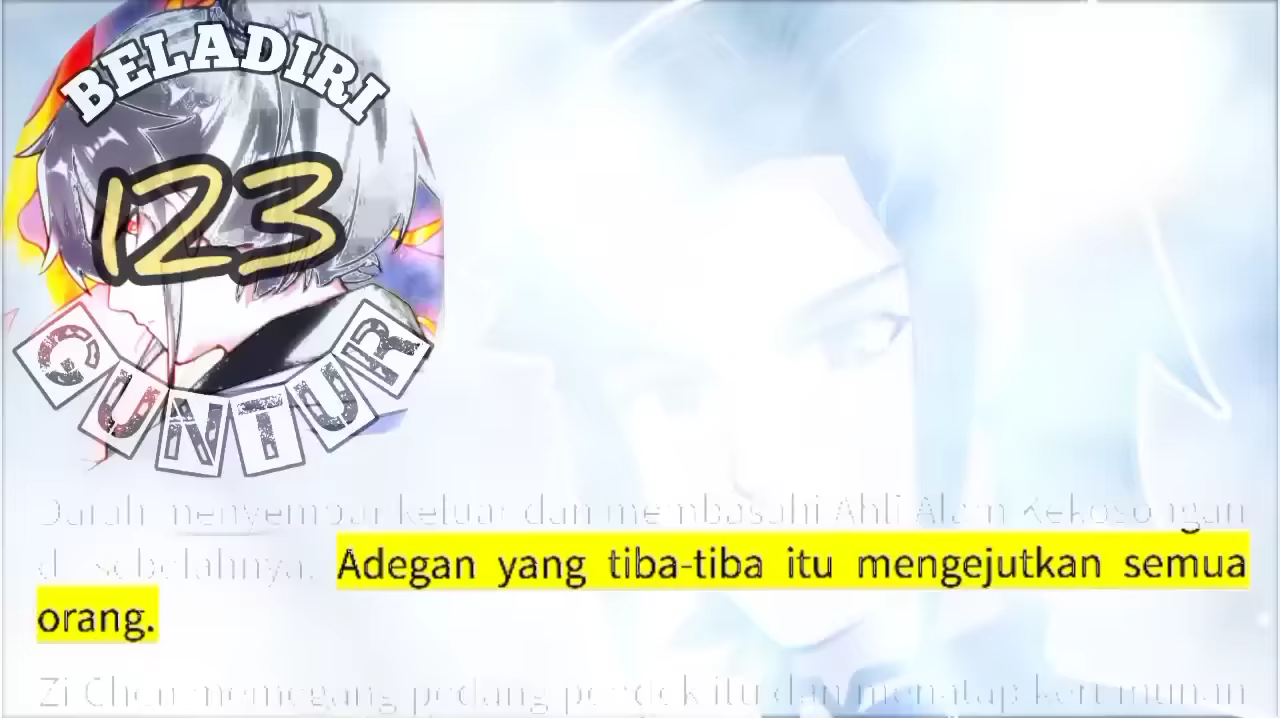 BELADIRI
123
GUNTUR
Darah menyembur keluar dan membasahi Ahli Alam Kekosongan
di sebelahnya. Adegan yang tiba-tiba itu mengejutkan semua
orang.
Zi Chen memegang pedang pendek itu dan menatap kerumunan